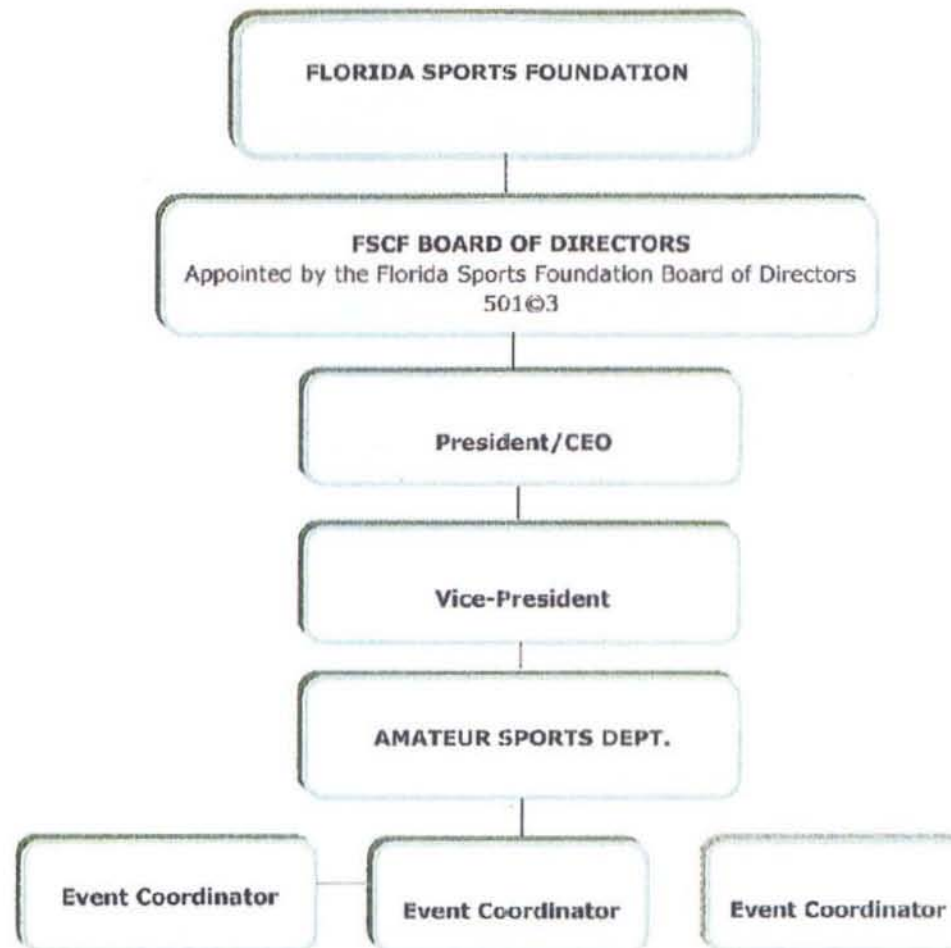 FLORIDA SPORTS FOUNDATION
FSCF BOARD OF DIRECTORS
Appointed by the Florida Sports Foundation Board of Directors
501©3
President/CEO
Vice-President
AMATEUR SPORTS DEPT.
Event Coordinator
Event Coordinator
Event Coordinator